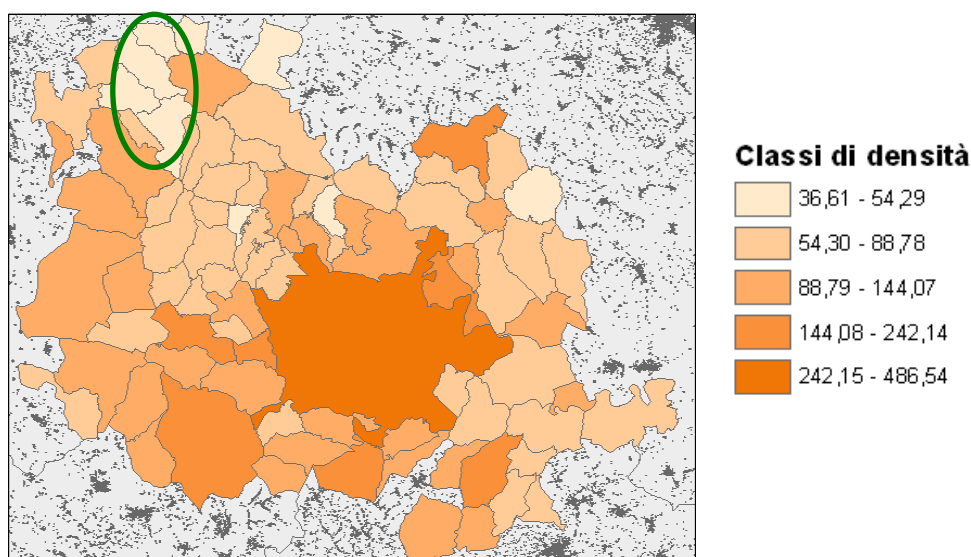 Classi di densità
36,61 - 54,29
54,30 - 88,78
88,79 - 144,07
144,08 - 242,14
242,15 - 486,54